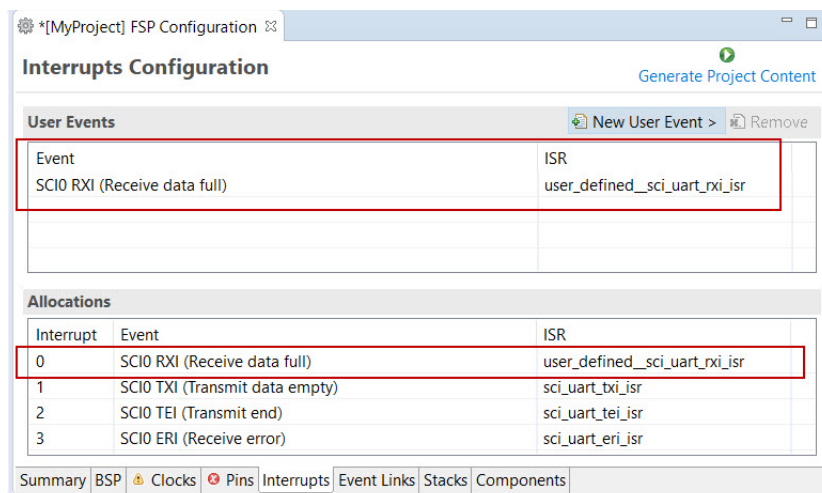 *[MyProject] FSP Configuration
Interrupts Configuration
Generate Project Content
User Events
New User Event > Remove
Event ISR
SCI0 RXI (Receive data full) user_defined__sci_uart_rxi_isr
Allocations
Interrupt Event ISR
0 SCI0 RXI (Receive data full) user_defined__sci_uart_rxi_isr
1 SCI0 TXI (Transmit data empty) sci_uart_txi_isr
2 SCI0 TEI (Transmit end) sci_uart_tei_isr
3 SCI0 ERI (Receive error) sci_uart_eri_isr
Summary BSP Clocks Pins Interrupts Event Links Stacks Components